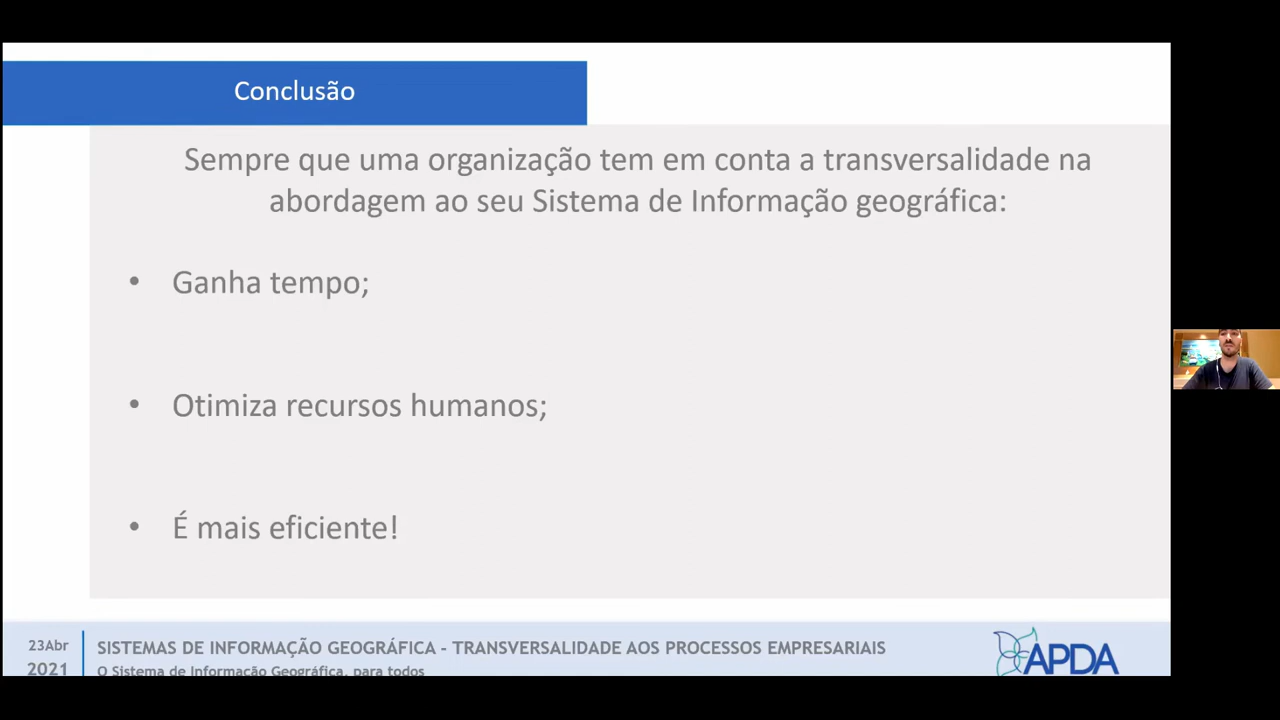 Conclusão
Sempre que uma organização tem em conta a transversalidade na
abordagem ao seu Sistema de Informação geográfica:
• Ganha tempo;
• Otimiza recursos humanos;
• É mais eficiente!
23Abr
2021
SISTEMAS DE INFORMAÇÃO GEOGRÁFICA - TRANSVERSALIDADE AOS PROCESSOS EMPRESARIAIS
O Sistema de Informação Geográfica, para todos
APDA